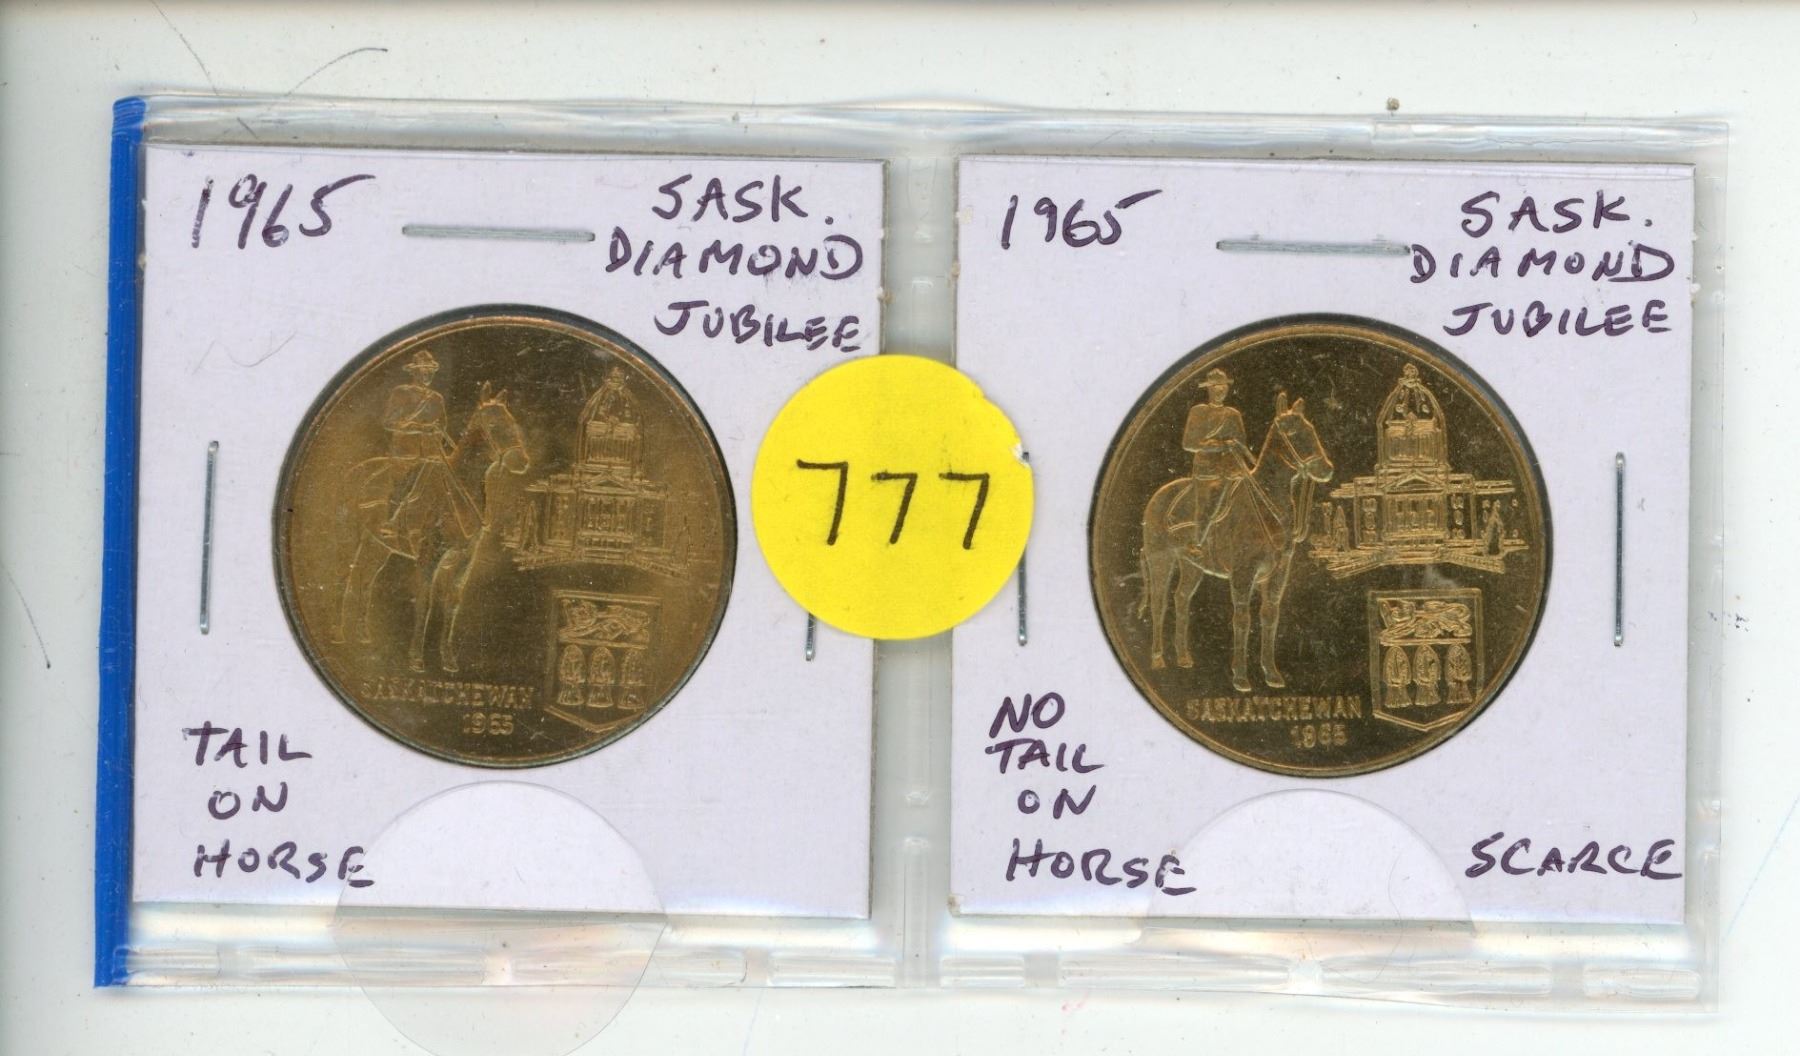 1965
SASK.
DIAMOND
JUBILEE
SASKATCHEWAN
1965
TAIL
ON
HORSE
777
1965
SASK.
DIAMOND
JUBILEE
SASKATCHEWAN
1965
NO
TAIL
ON
HORSE
SCARCE